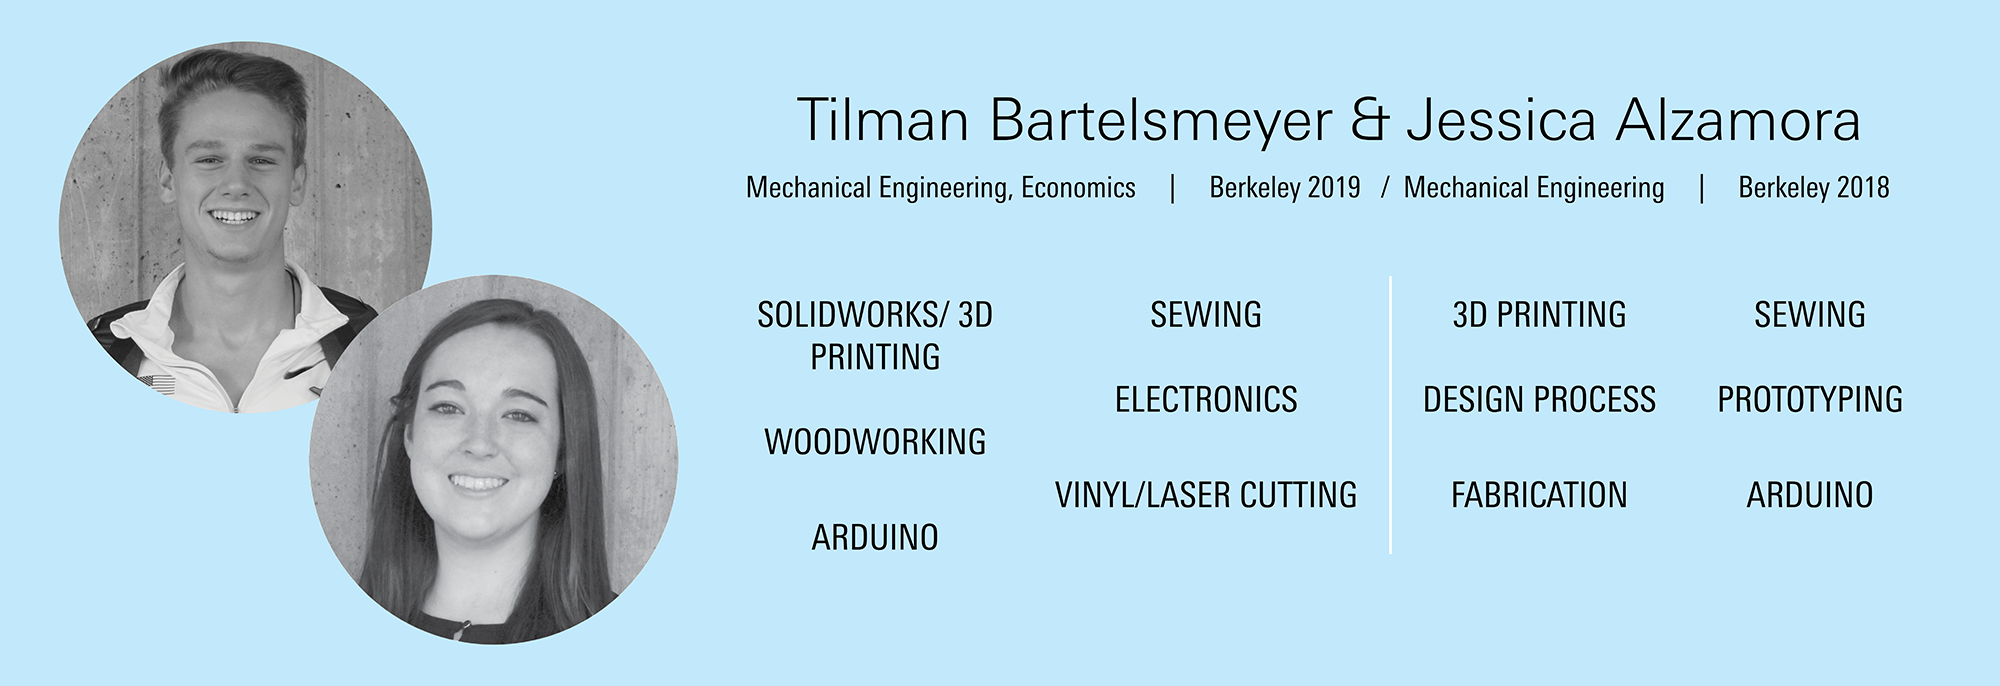 Tilman Bartelsmeyer & Jessica Alzamora
Mechanical Engineering, Economics | Berkeley 2019 / Mechanical Engineering | Berkeley 2018
SOLIDWORKS/ 3D
PRINTING
WOODWORKING
ARDUINO
SEWING
ELECTRONICS
VINYL/LASER CUTTING
3D PRINTING
DESIGN PROCESS
FABRICATION
SEWING
PROTOTYPING
ARDUINO